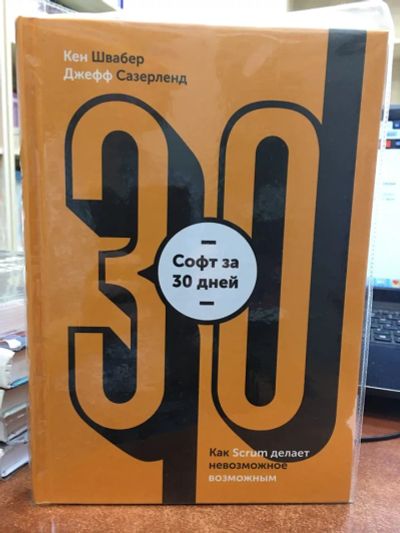 Кен Швабер
Джефф Сазерленд
30
Софт за
30 дней
Как Scrum делает
невозможное
возможным